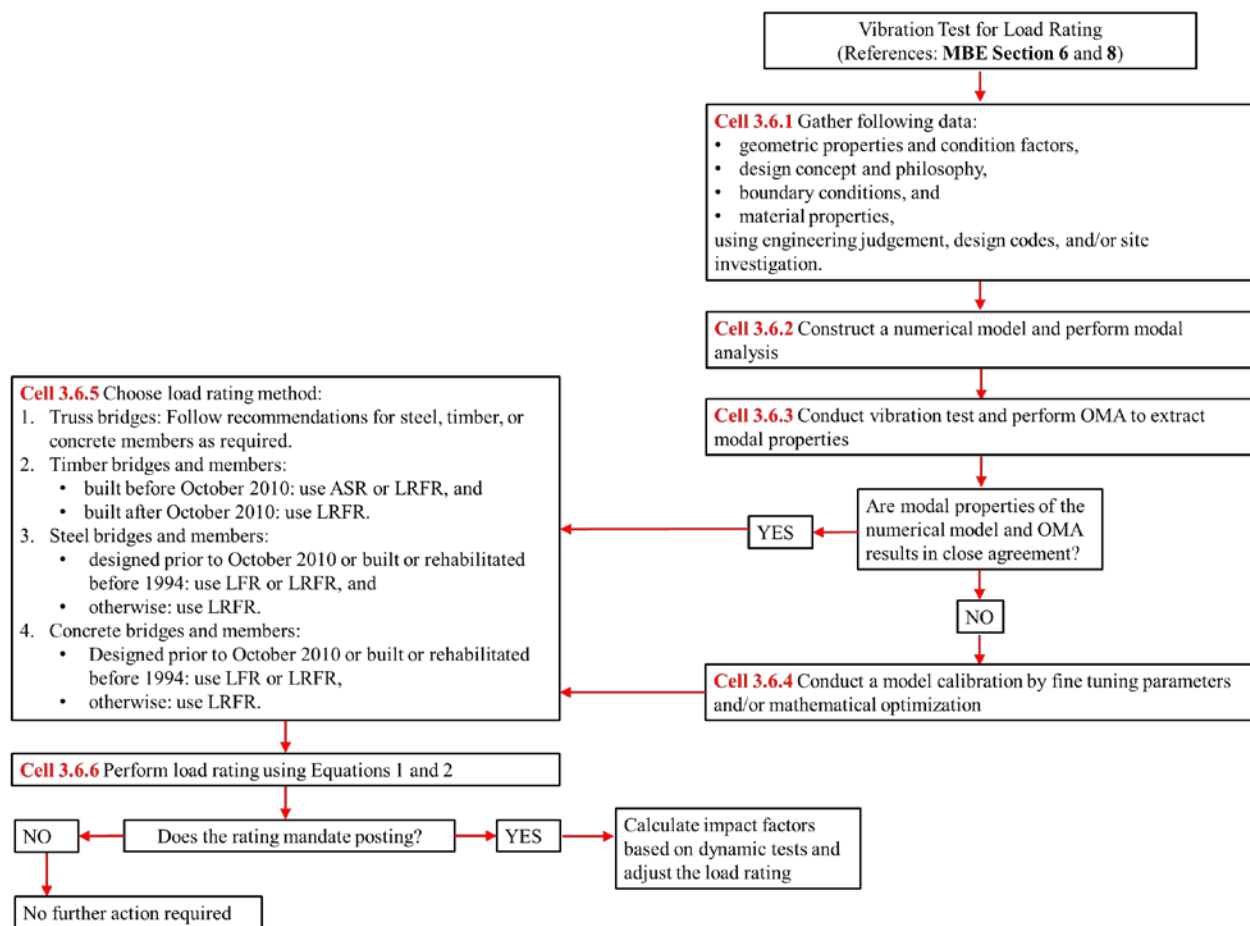 Vibration Test for Load Rating
(References: MBE Section 6 and 8)
Cell 3.6.1 Gather following data:
• geometric properties and condition factors,
• design concept and philosophy,
• boundary conditions, and
• material properties,
using engineering judgement, design codes, and/or site
investigation.
Cell 3.6.2 Construct a numerical model and perform modal
analysis
Cell 3.6.3 Conduct vibration test and perform OMA to extract
modal properties
Are modal properties of the
numerical model and OMA
results in close agreement?
YES
NO
Cell 3.6.4 Conduct a model calibration by fine tuning parameters
and/or mathematical optimization
Cell 3.6.5 Choose load rating method:
1. Truss bridges: Follow recommendations for steel, timber, or
concrete members as required.
2. Timber bridges and members:
• built before October 2010: use ASR or LRFR, and
• built after October 2010: use LRFR.
3. Steel bridges and members:
• designed prior to October 2010 or built or rehabilitated
before 1994: use LFR or LRFR, and
• otherwise: use LRFR.
4. Concrete bridges and members:
• Designed prior to October 2010 or built or rehabilitated
before 1994: use LFR or LRFR,
• otherwise: use LRFR.
Cell 3.6.6 Perform load rating using Equations 1 and 2
NO
Does the rating mandate posting?
YES
Calculate impact factors
based on dynamic tests and
adjust the load rating
No further action required